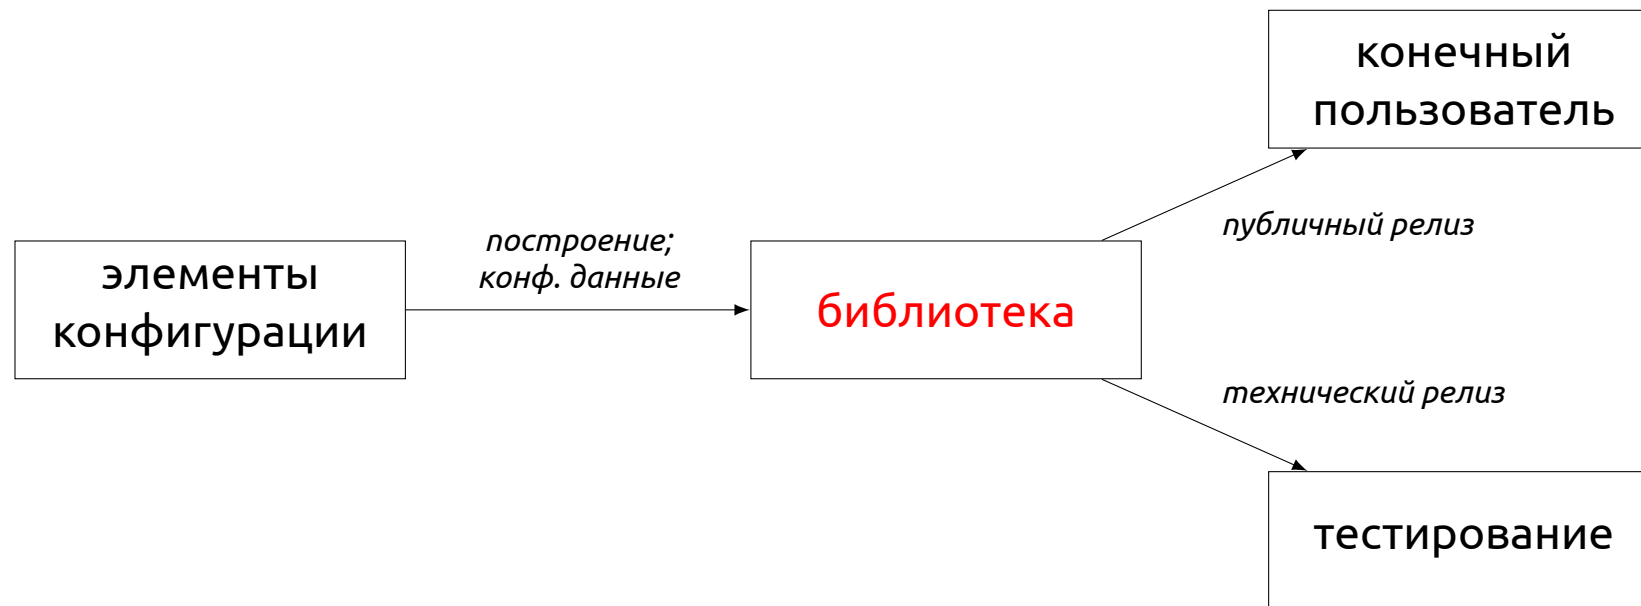 элементы
конфигурации
построение;
конф. данные
библиотека
публичный релиз
конечный
пользователь
технический релиз
тестирование